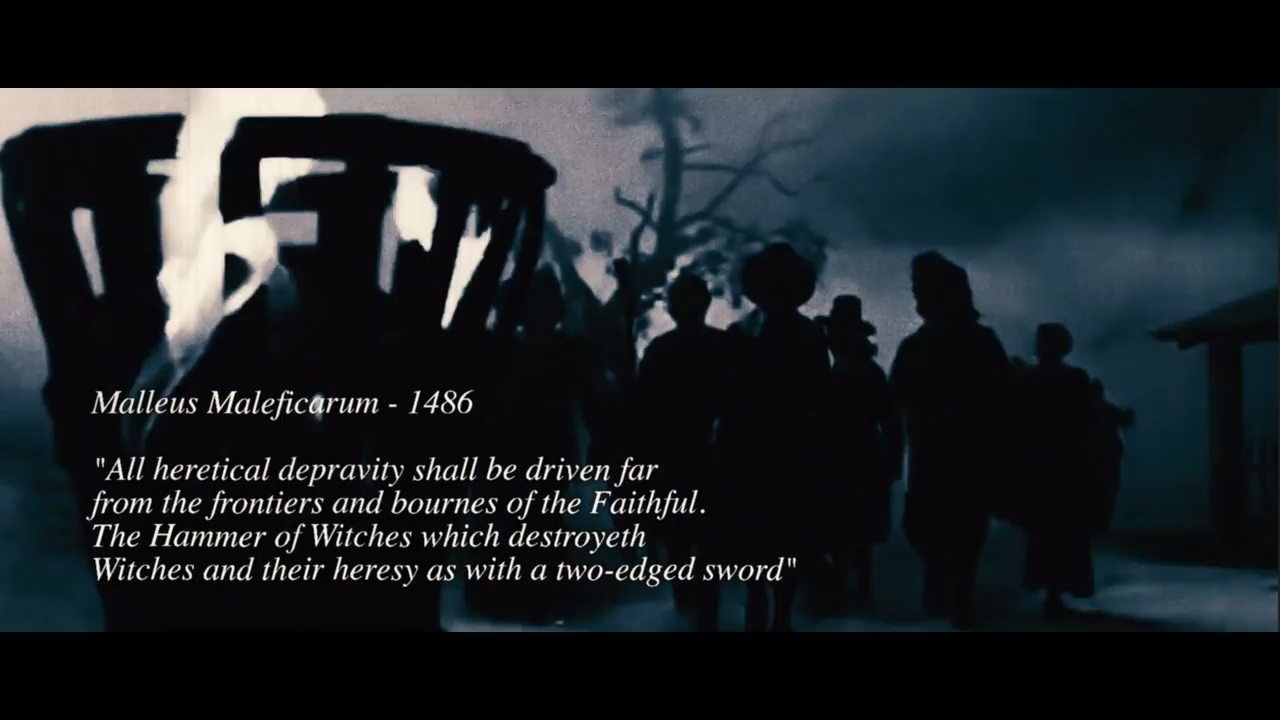 Malleus Maleficarum - 1486
"All heretical depravity shall be driven far
from the frontiers and bournes of the Faithful.
The Hammer of Witches which destroyeth
Witches and their heresy as with a two-edged sword"